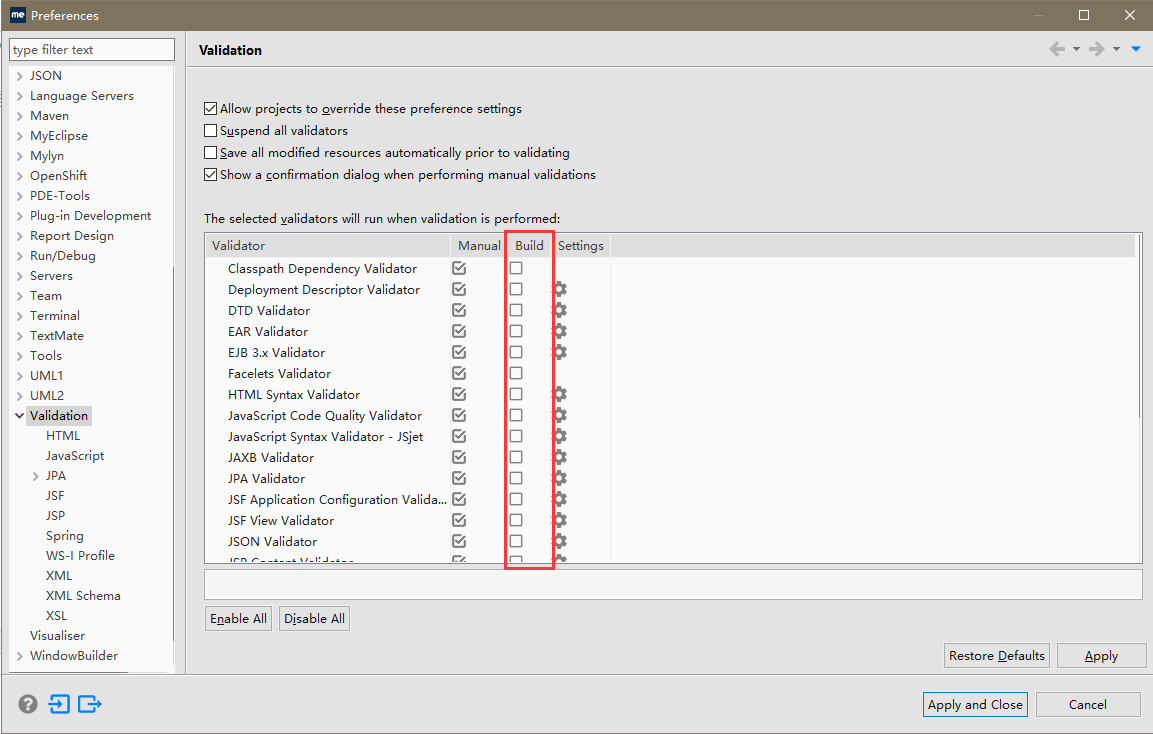 me Preferences
type filter text
JSON
Language Servers
Maven
MyEclipse
Mylyn
OpenShift
PDE-Tools
Plug-in Development
Report Design
Run/Debug
Servers
Team
Terminal
TextMate
Tools
UML1
UML2
Validation
HTML
JavaScript
JPA
JSF
JSP
Spring
WS-I Profile
XML
XML Schema
XSL
Visualiser
WindowBuilder
Validation
Allow projects to override these preference settings
Suspend all validators
Save all modified resources automatically prior to validating
Show a confirmation dialog when performing manual validations
The selected validators will run when validation is performed:
Validator Manual Build Settings
Classpath Dependency Validator
Deployment Descriptor Validator
DTD Validator
EAR Validator
EJB 3.x Validator
Facelets Validator
HTML Syntax Validator
JavaScript Code Quality Validator
JavaScript Syntax Validator - JSjet
JAXB Validator
JPA Validator
JSF Application Configuration Valida...
JSF View Validator
JSON Validator
JSP Content Validator
Enable All Disable All
Restore Defaults Apply
? Apply and Close Cancel